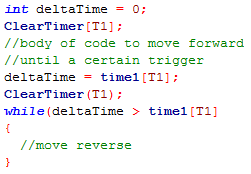 int deltaTime = 0;
ClearTimer[T1];
//body of code to move forward
//until a certain trigger
deltaTime = time1[T1];
ClearTimer(T1);
while(deltaTime > time1[T1]
{
//move reverse
}